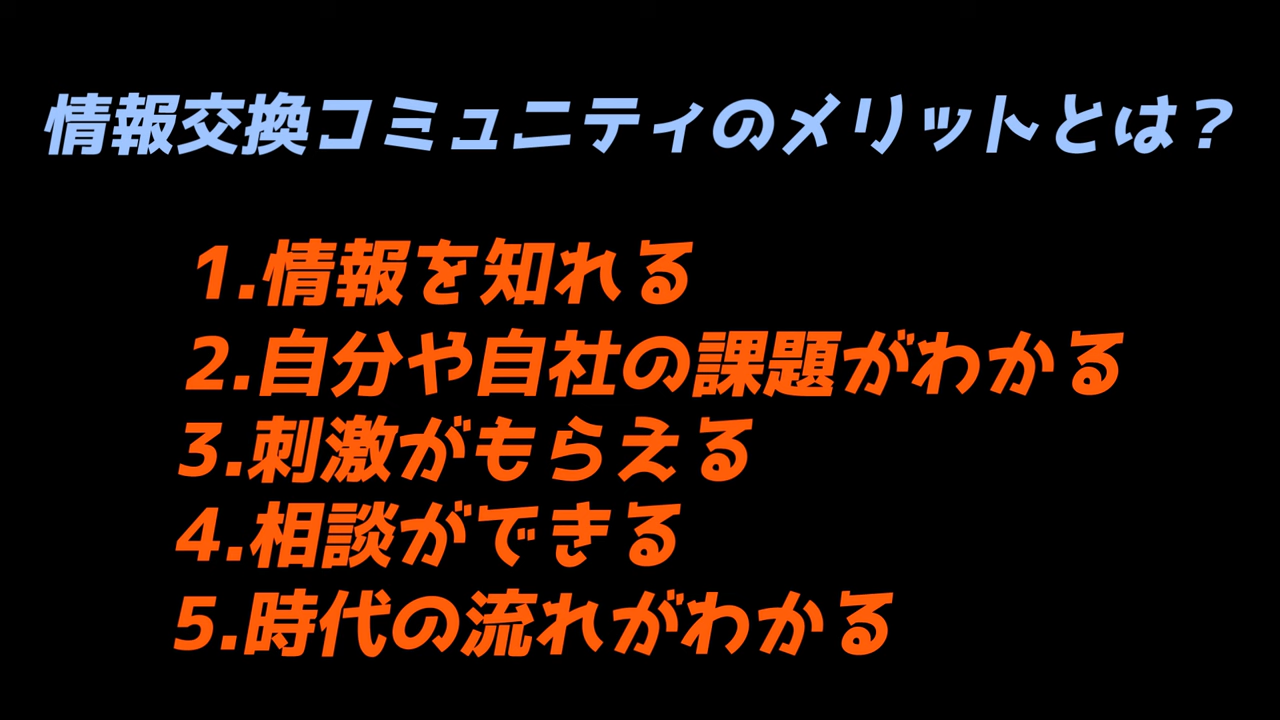 情報交換コミュニティのメリットとは？
1.情報を知れる
2.自分や自社の課題がわかる
3.刺激がもらえる
4.相談ができる
5.時代の流れがわかる